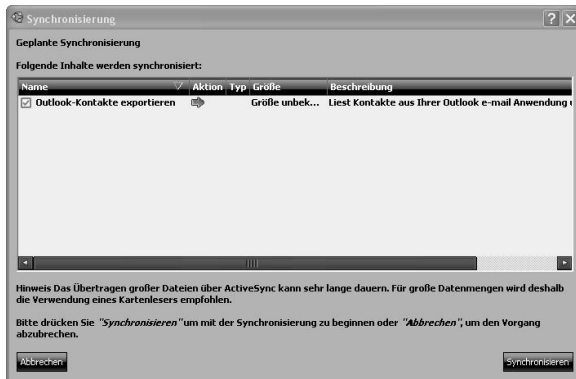 Synchronisierung
Geplante Synchronisierung
Folgende Inhalte werden synchronisiert:
Name Aktion Typ Größe Beschreibung
Outlook-Kontakte exportieren Größe unbek... Liest Kontakte aus Ihrer Outlook e-mail Anwendung u
Hinweis Das Übertragen großer Dateien über ActiveSync kann sehr lange dauern. Für große Datenmengen wird deshalb
die Verwendung eines Kartenlesers empfohlen.
Bitte drücken Sie "Synchronisieren" um mit der Synchronisierung zu beginnen oder "Abbrechen", um den Vorgang
abzubrechen.
Abbrechen Synchronisieren